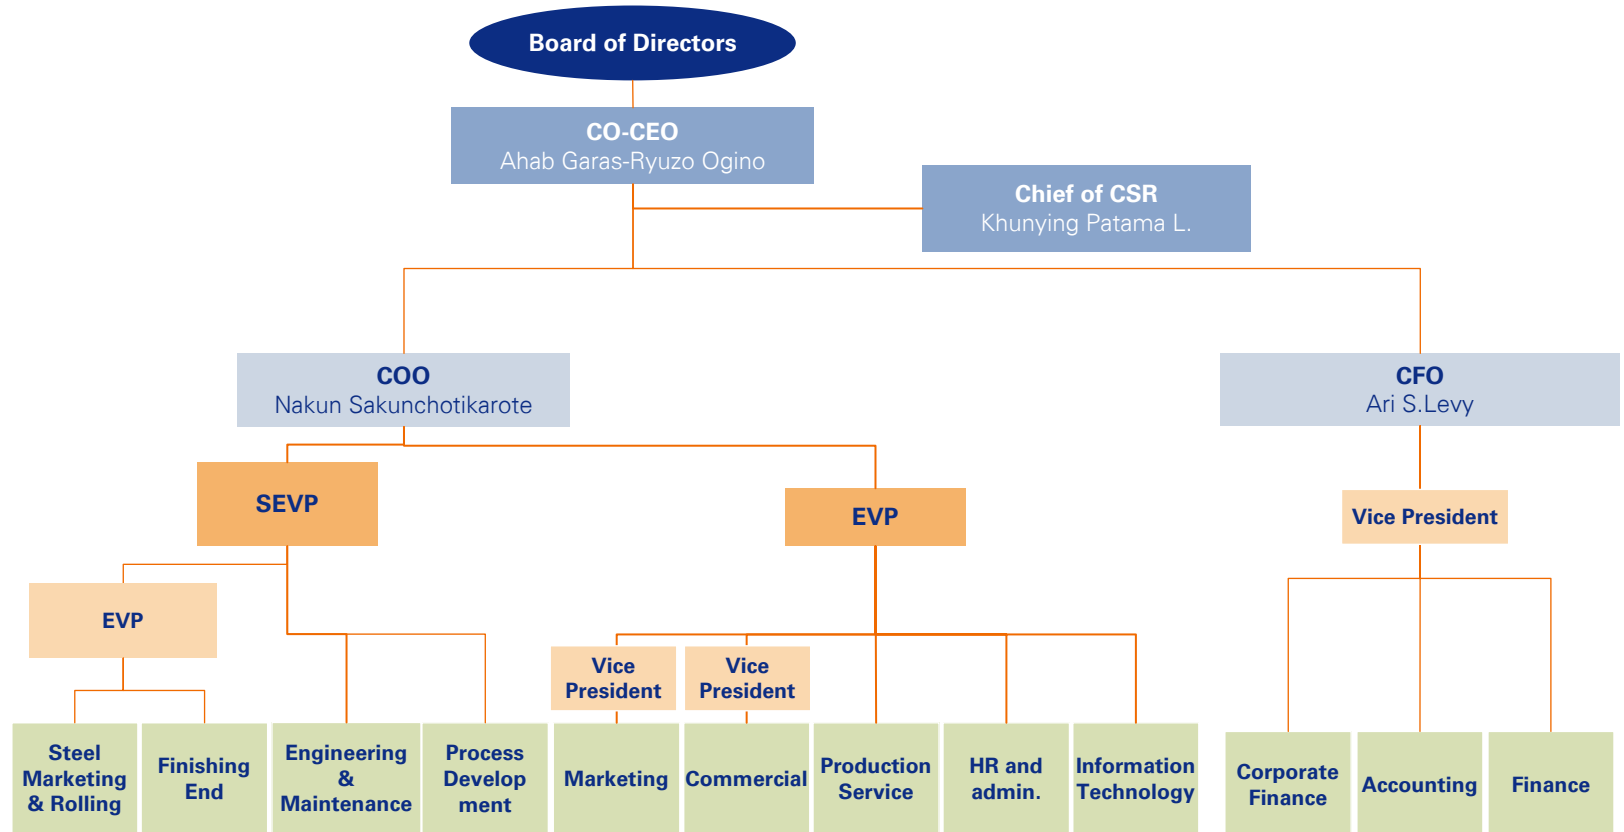 Board of Directors
CO-CEO
Ahab Garas-Ryuzo Ogino
Chief of CSR
Khunying Patama L.
COO
Nakun Sakunchotikarote
CFO
Ari S.Levy
SEVP
EVP
Vice President
EVP
Vice
President
Vice
President
Steel
Marketing
& Rolling
Finishing
End
Engineering
&
Maintenance
Process
Develop
ment
Marketing
Commercial
Production
Service
HR and
admin.
Information
Technology
Corporate
Finance
Accounting
Finance